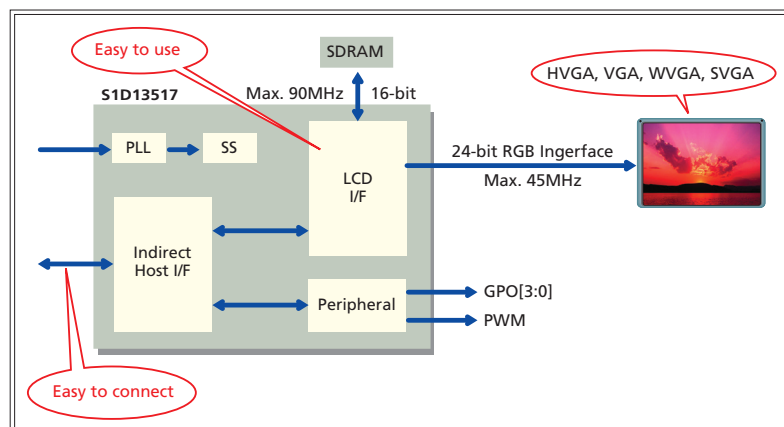 Easy to use
SDRAM
HVGA, VGA, WVGA, SVGA
S1D13517
Max. 90MHz
16-bit
PLL
SS
LCD
I/F
24-bit RGB Ingerface
Max. 45MHz
Indirect
Host I/F
Peripheral
GPO[3:0]
PWM
Easy to connect